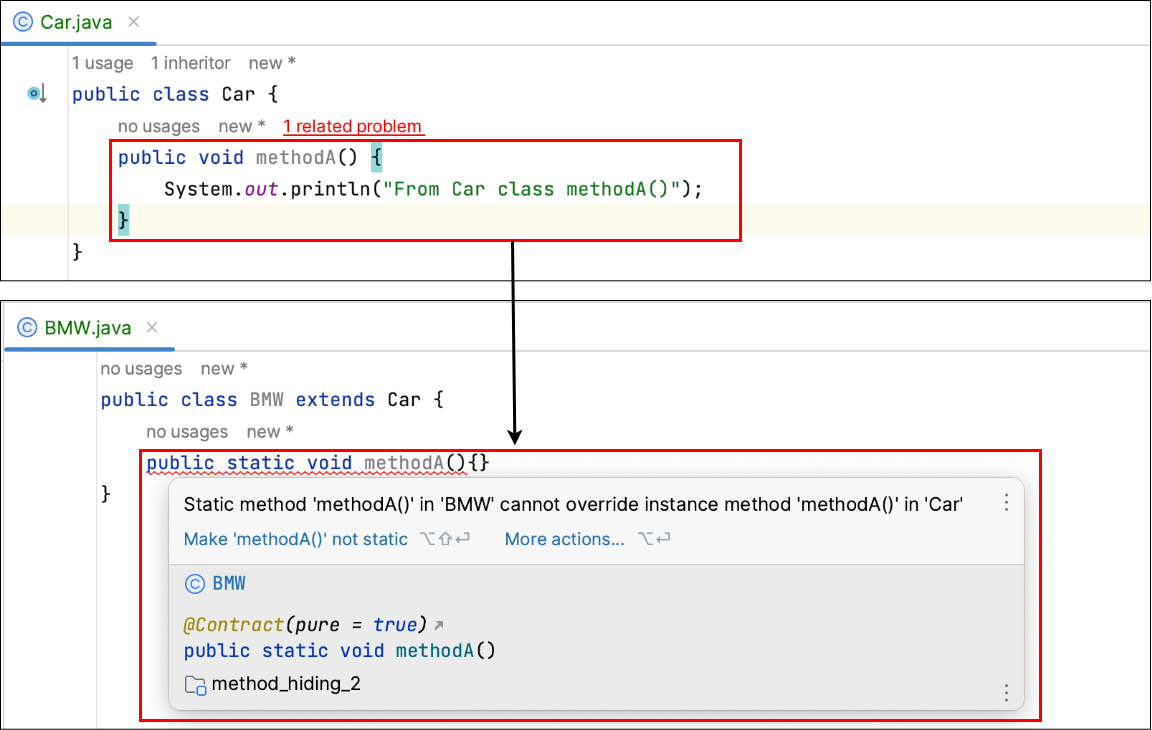 Car.java
1 usage 1 inheritor new *
public class Car {
no usages new * 1 related problem
public void methodA() {
System.out.println("From Car class methodA()");
}
}
BMW.java
no usages new *
public class BMW extends Car {
no usages new *
public static void methodA(){}
}
Static method 'methodA()' in 'BMW' cannot override instance method 'methodA()' in 'Car'
Make 'methodA()' not static ⌥⇧⏎ More actions... ⌥⏎
BMW
@Contract(pure = true)
public static void methodA()
method_hiding_2